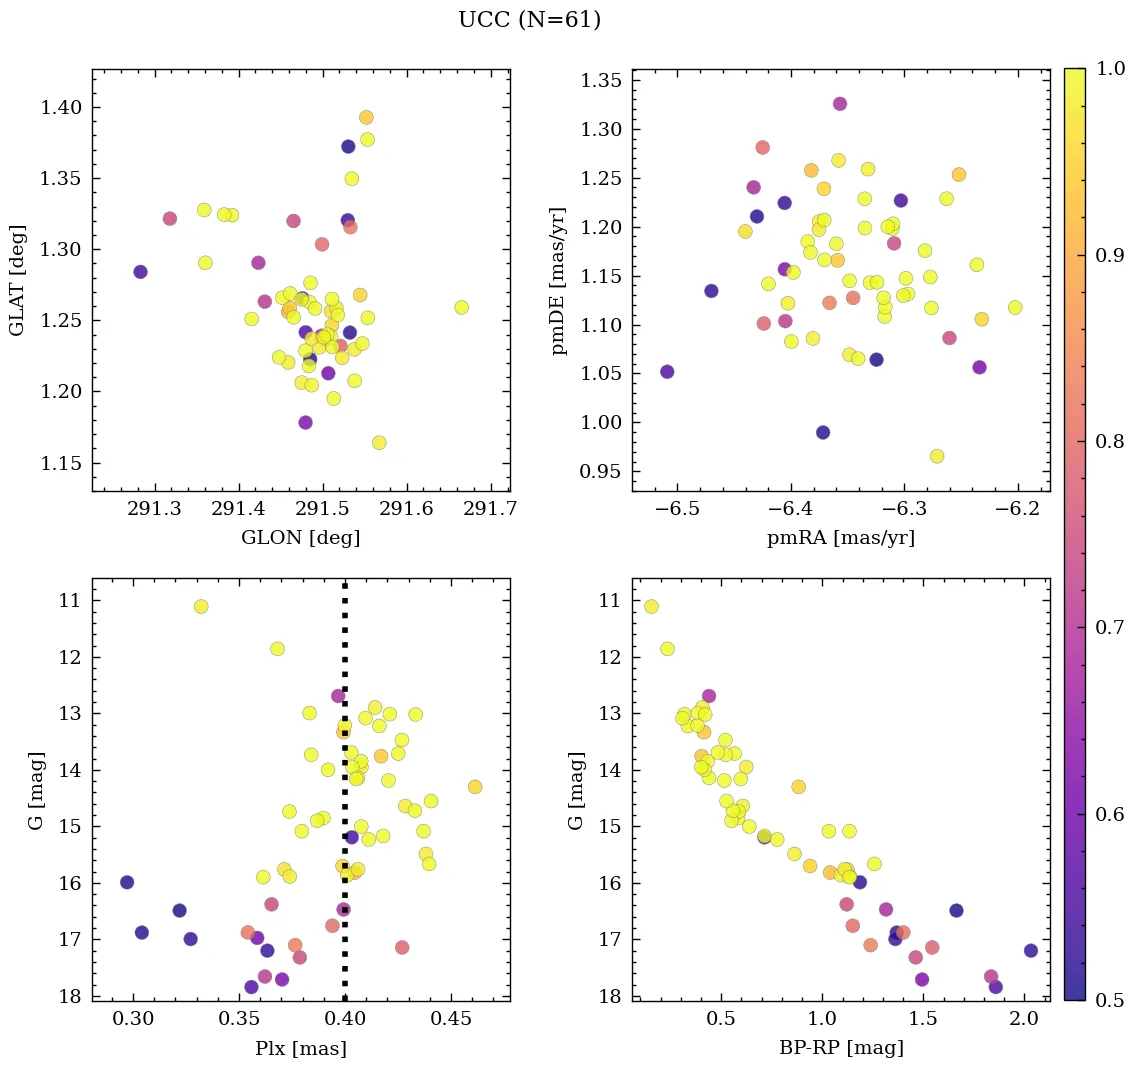 UCC (N=61)
1.40
1.35
1.30
1.25
1.20
1.15
GLAT [deg]
291.3 291.4 291.5 291.6 291.7
GLON [deg]
1.35
1.30
1.25
1.20
1.15
1.10
1.05
1.00
0.95
pmDE [mas/yr]
−6.5 −6.4 −6.3 −6.2
pmRA [mas/yr]
1.0
0.9
0.8
0.7
0.6
0.5
11
12
13
14
15
16
17
18
G [mag]
0.30 0.35 0.40 0.45
Plx [mas]
11
12
13
14
15
16
17
18
G [mag]
0.5 1.0 1.5 2.0
BP-RP [mag]